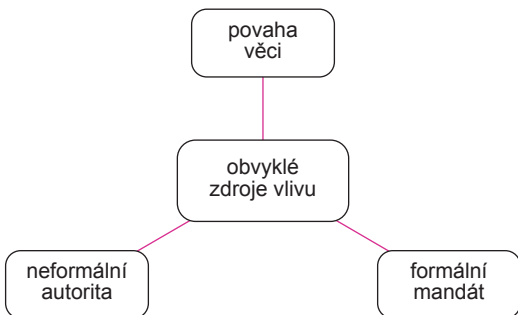 povaha
věci
obvyklé
zdroje vlivu
neformální
autorita
formální
mandát